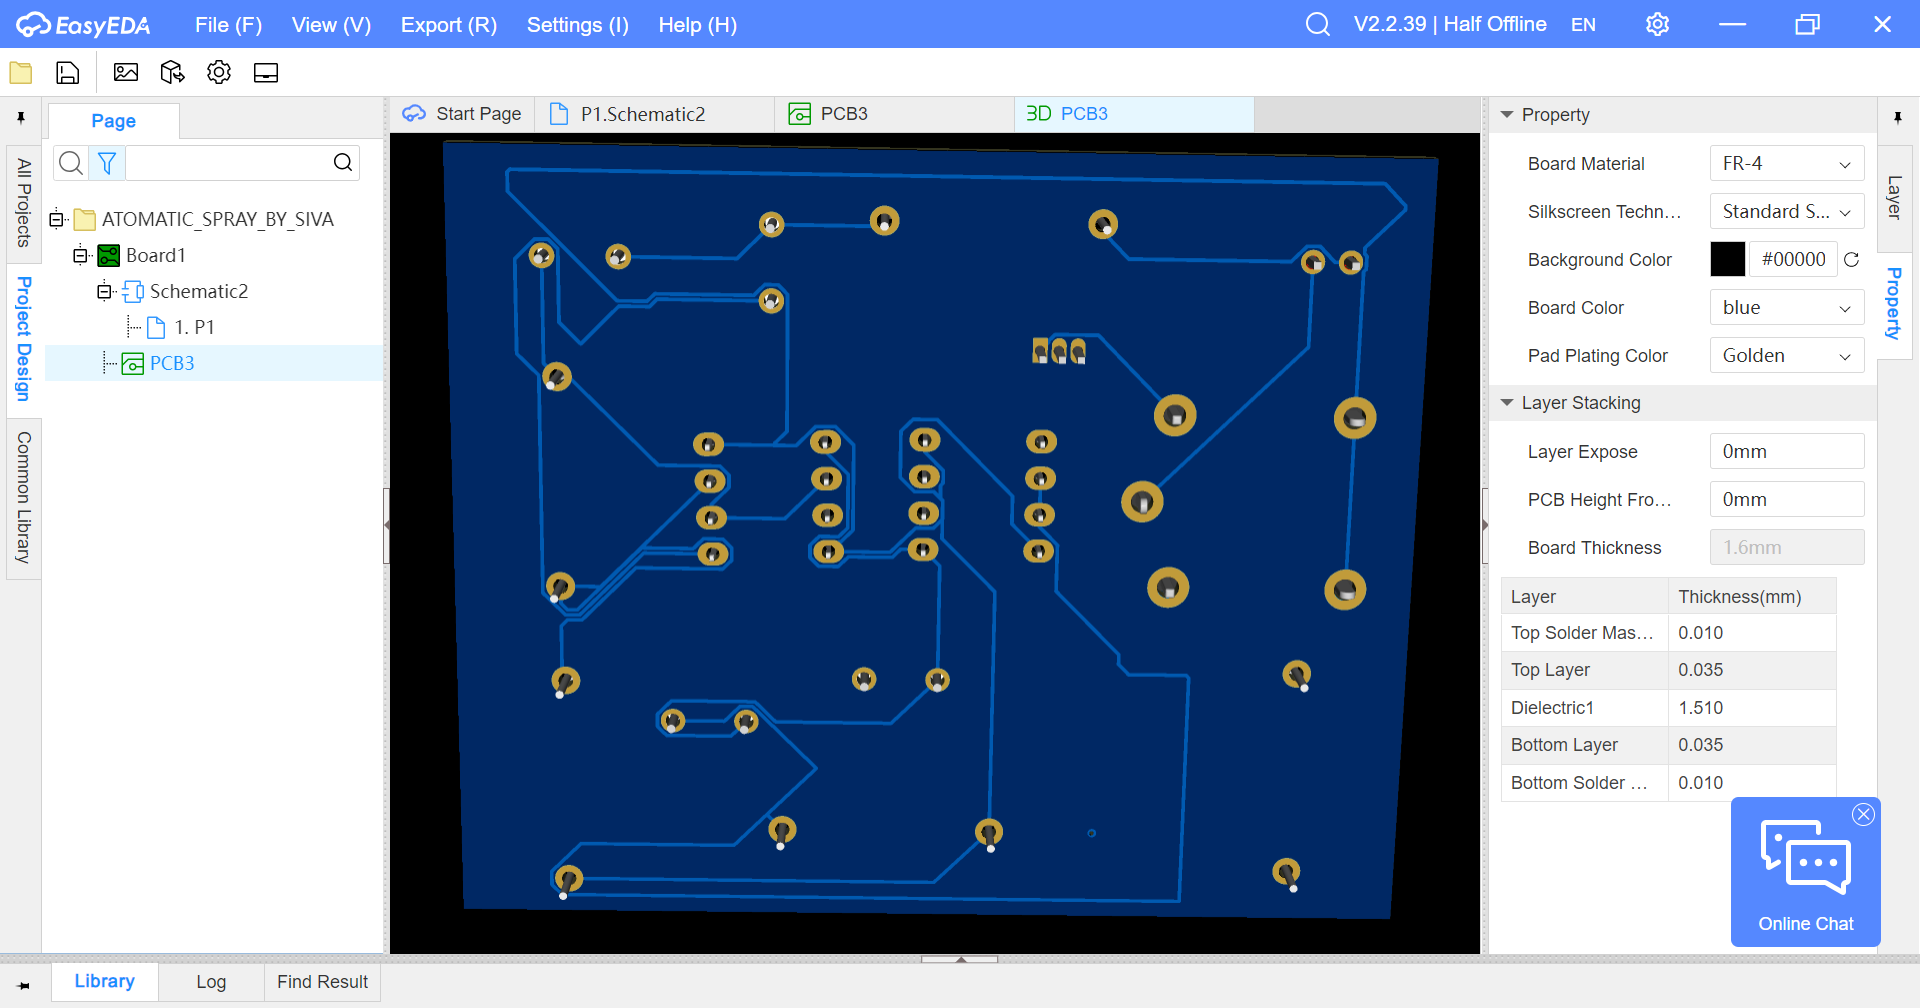 EasyEDA File (F) View (V) Export (R) Settings (I) Help (H) V2.2.39 | Half Offline EN
Page
Start Page
P1.Schematic2
PCB3
3D PCB3
All Projects
Project Design
Common Library
ATOMATIC_SPRAY_BY_SIVA
Board1
Schematic2
1. P1
PCB3
Property
Board Material FR-4
Silkscreen Techn... Standard S...
Background Color #00000
Board Color blue
Pad Plating Color Golden
Layer Stacking
Layer Expose 0mm
PCB Height Fro... 0mm
Board Thickness 1.6mm
Layer Thickness(mm)
Top Solder Mas... 0.010
Top Layer 0.035
Dielectric1 1.510
Bottom Layer 0.035
Bottom Solder ... 0.010
Layer
Property
Online Chat
Library Log Find Result